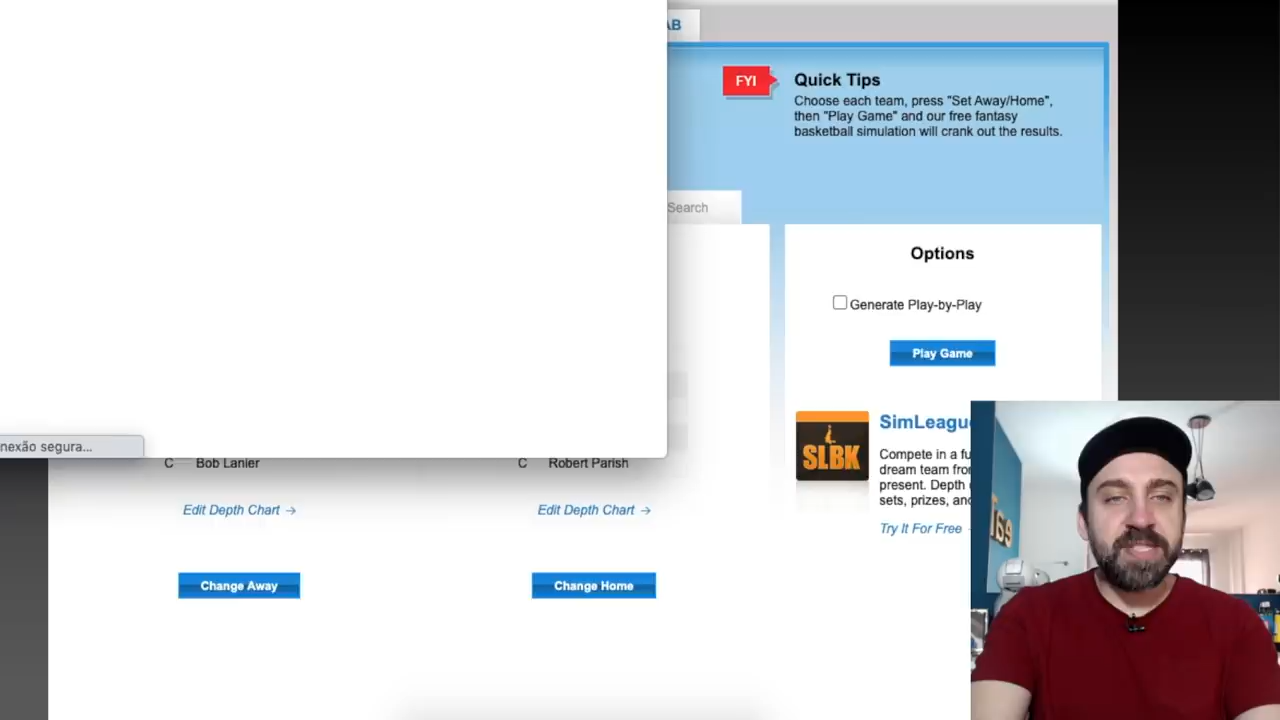 AB
FYI
Quick Tips
Choose each team, press "Set Away/Home",
then "Play Game" and our free fantasy
basketball simulation will crank out the results.
Search
Options
Generate Play-by-Play
Play Game
nexão segura...
C Bob Lanier
C Robert Parish
Edit Depth Chart →
Edit Depth Chart →
Change Away
Change Home
SLBK
SimLeagu
Compete in a fu
dream team from
present. Depth
sets, prizes, and
Try It For Free